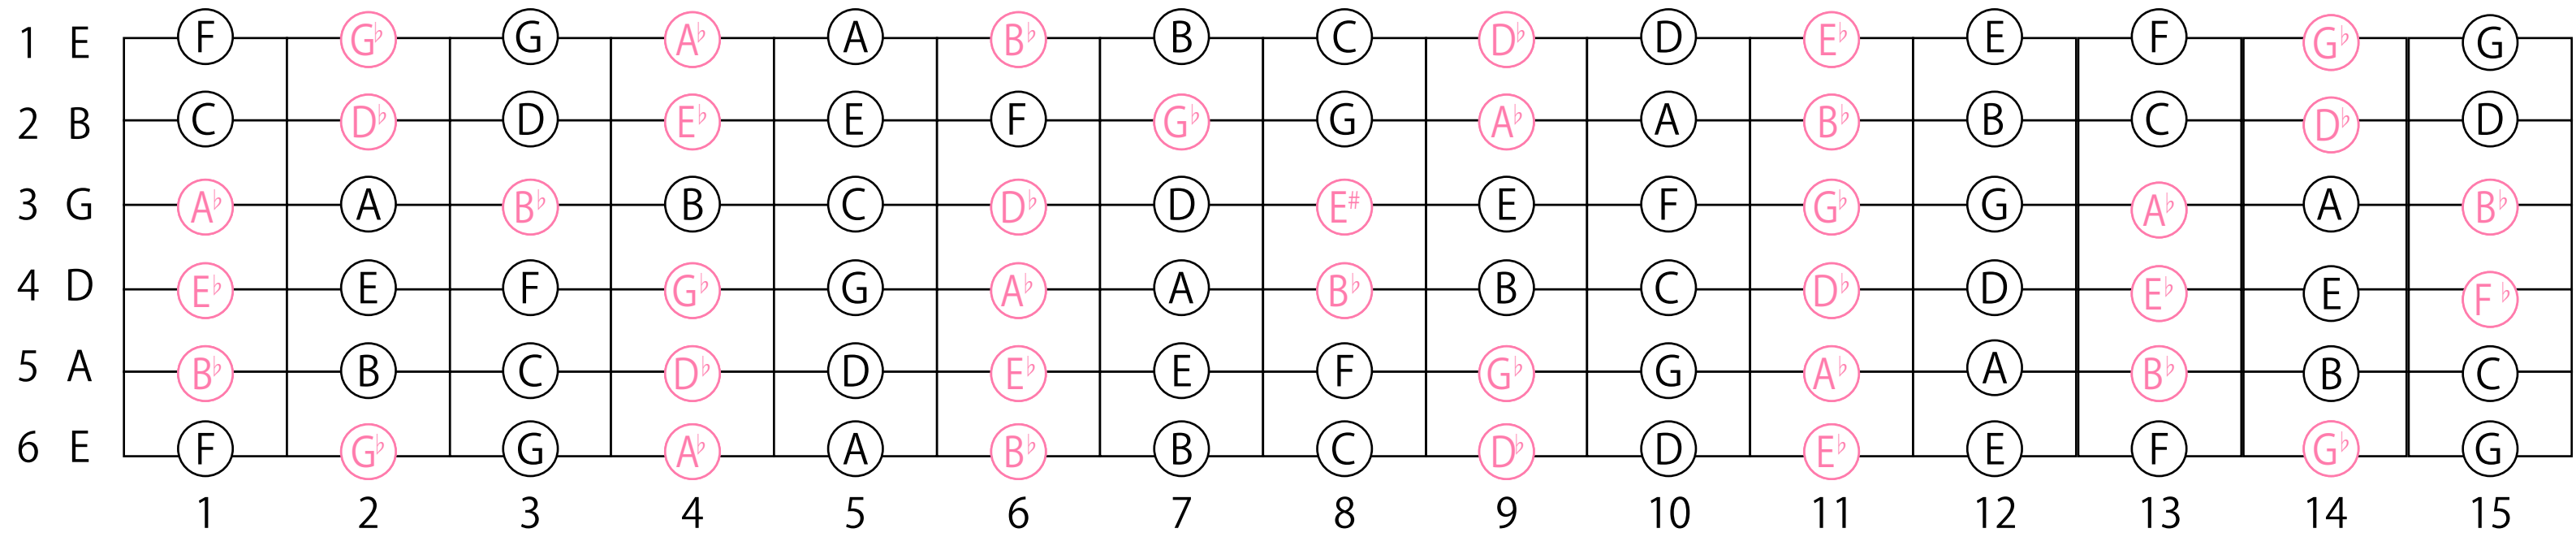 1 E F G♭ G A♭ A B♭ B C D♭ D E♭ E F G♭ G
2 B C D♭ D E♭ E F G♭ G A♭ A B♭ B C D♭ D
3 G A♭ A B♭ B C D♭ D E# E F G♭ G A♭ A B♭
4 D E♭ E F G♭ G A♭ A B♭ B C D♭ D E♭ E F♭
5 A B♭ B C D♭ D E♭ E F G♭ G A♭ A B♭ B C
6 E F G♭ G A♭ A B♭ B C D♭ D E♭ E F G♭ G
1 2 3 4 5 6 7 8 9 10 11 12 13 14 15